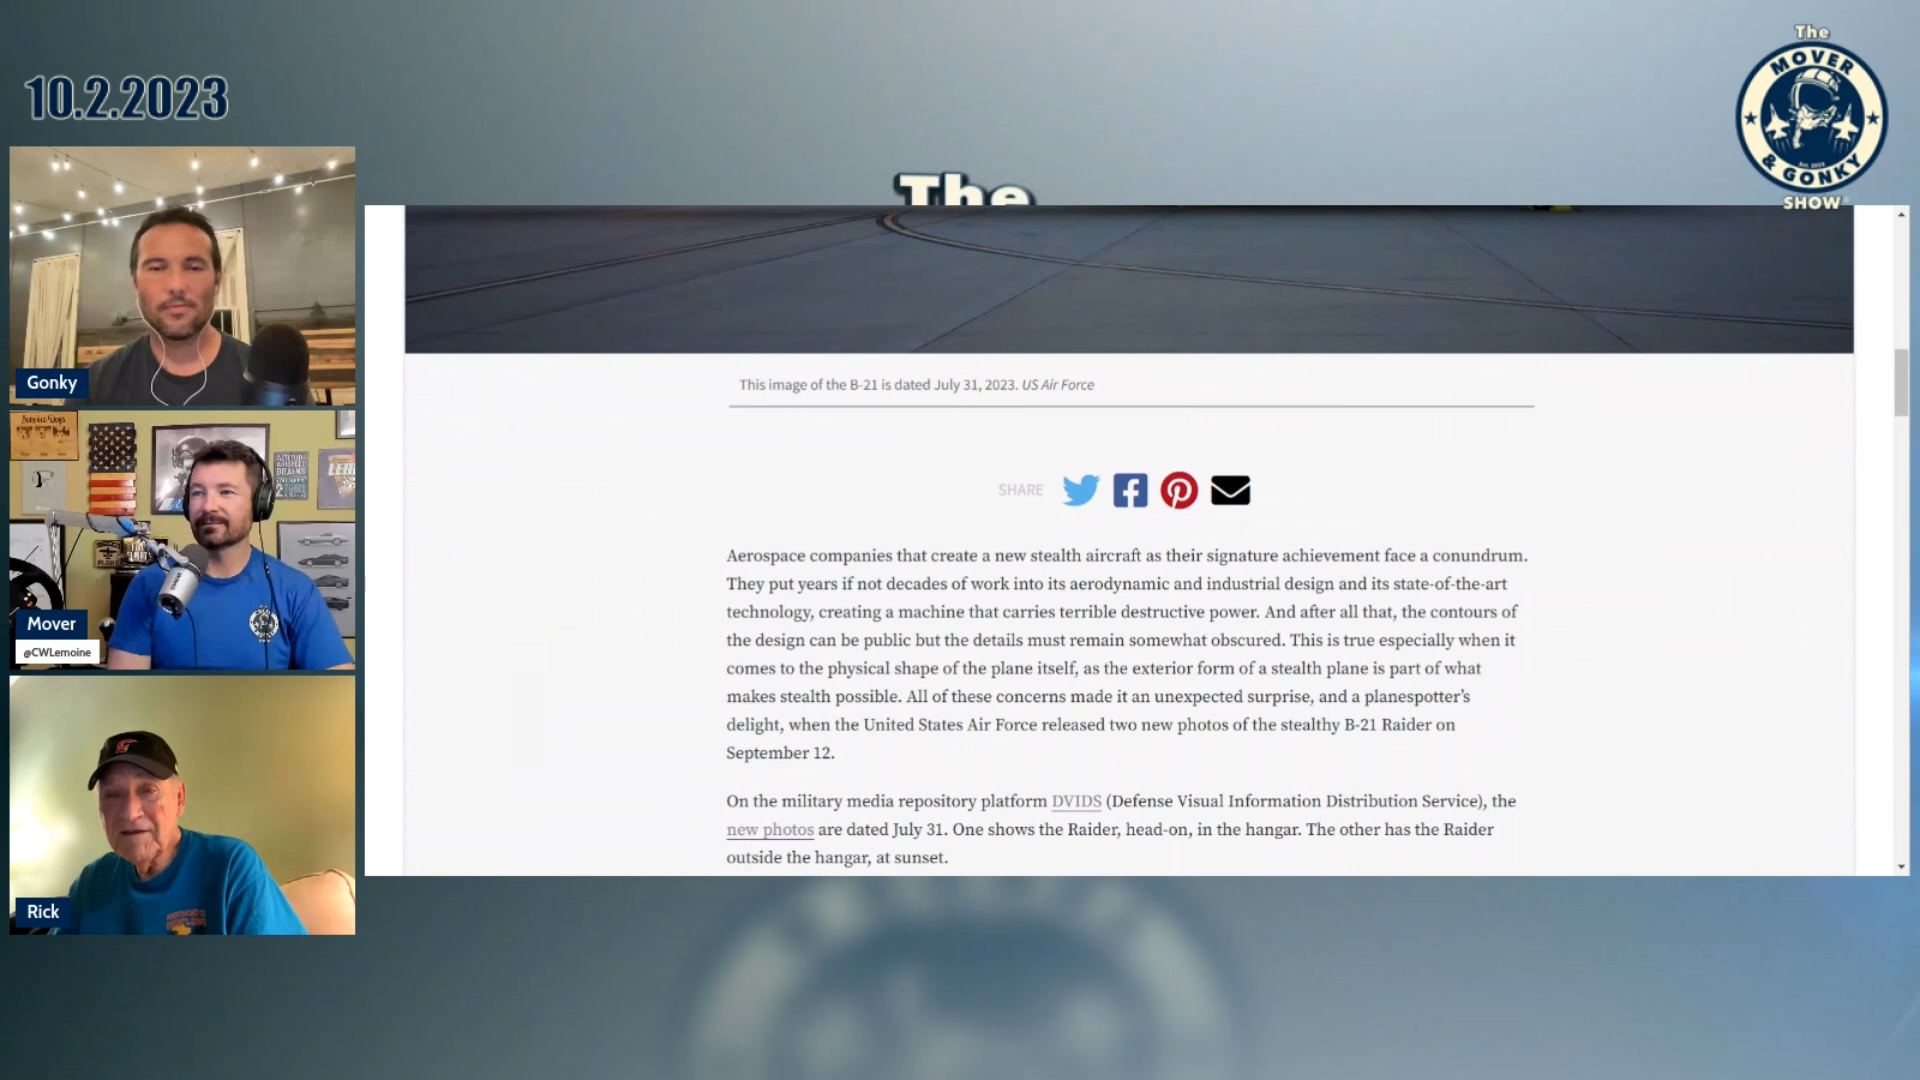 10.2.2023
The
MOVER
& GONKY
SHOW
The
Gonky
Mover
@CWLemoine
Rick
This image of the B-21 is dated July 31, 2023. US Air Force
SHARE
Aerospace companies that create a new stealth aircraft as their signature achievement face a conundrum.
They put years if not decades of work into its aerodynamic and industrial design and its state-of-the-art
technology, creating a machine that carries terrible destructive power. And after all that, the contours of
the design can be public but the details must remain somewhat obscured. This is true especially when it
comes to the physical shape of the plane itself, as the exterior form of a stealth plane is part of what
makes stealth possible. All of these concerns made it an unexpected surprise, and a planespotter’s
delight, when the United States Air Force released two new photos of the stealthy B-21 Raider on
September 12.
On the military media repository platform DVIDS (Defense Visual Information Distribution Service), the
new photos are dated July 31. One shows the Raider, head-on, in the hangar. The other has the Raider
outside the hangar, at sunset.